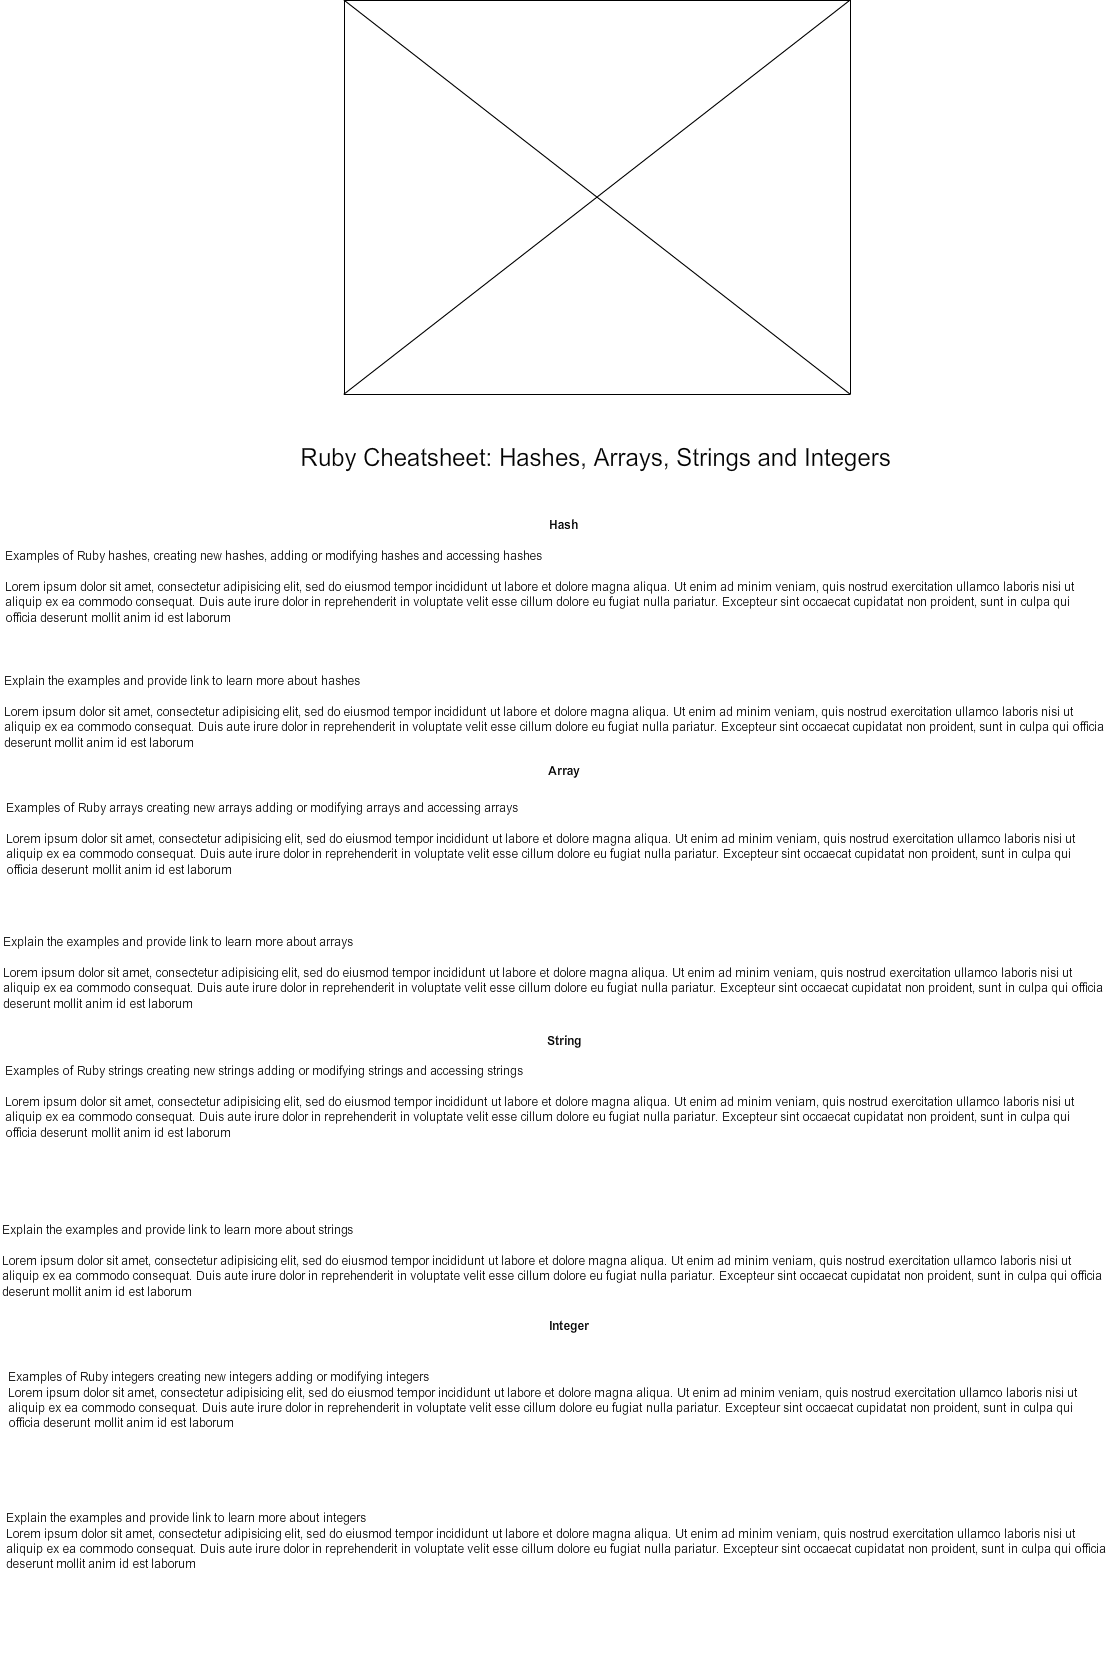 Ruby Cheatsheet: Hashes, Arrays, Strings and Integers
Hash
Examples of Ruby hashes, creating new hashes, adding or modifying hashes and accessing hashes
Lorem ipsum dolor sit amet, consectetur adipisicing elit, sed do eiusmod tempor incididunt ut labore et dolore magna aliqua. Ut enim ad minim veniam, quis nostrud exercitation ullamco laboris nisi ut
aliquip ex ea commodo consequat. Duis aute irure dolor in reprehenderit in voluptate velit esse cillum dolore eu fugiat nulla pariatur. Excepteur sint occaecat cupidatat non proident, sunt in culpa qui
officia deserunt mollit anim id est laborum
Explain the examples and provide link to learn more about hashes
Lorem ipsum dolor sit amet, consectetur adipisicing elit, sed do eiusmod tempor incididunt ut labore et dolore magna aliqua. Ut enim ad minim veniam, quis nostrud exercitation ullamco laboris nisi ut
aliquip ex ea commodo consequat. Duis aute irure dolor in reprehenderit in voluptate velit esse cillum dolore eu fugiat nulla pariatur. Excepteur sint occaecat cupidatat non proident, sunt in culpa qui officia
deserunt mollit anim id est laborum
Array
Examples of Ruby arrays creating new arrays adding or modifying arrays and accessing arrays
Lorem ipsum dolor sit amet, consectetur adipisicing elit, sed do eiusmod tempor incididunt ut labore et dolore magna aliqua. Ut enim ad minim veniam, quis nostrud exercitation ullamco laboris nisi ut
aliquip ex ea commodo consequat. Duis aute irure dolor in reprehenderit in voluptate velit esse cillum dolore eu fugiat nulla pariatur. Excepteur sint occaecat cupidatat non proident, sunt in culpa qui
officia deserunt mollit anim id est laborum
Explain the examples and provide link to learn more about arrays
Lorem ipsum dolor sit amet, consectetur adipisicing elit, sed do eiusmod tempor incididunt ut labore et dolore magna aliqua. Ut enim ad minim veniam, quis nostrud exercitation ullamco laboris nisi ut
aliquip ex ea commodo consequat. Duis aute irure dolor in reprehenderit in voluptate velit esse cillum dolore eu fugiat nulla pariatur. Excepteur sint occaecat cupidatat non proident, sunt in culpa qui officia
deserunt mollit anim id est laborum
String
Examples of Ruby strings creating new strings adding or modifying strings and accessing strings
Lorem ipsum dolor sit amet, consectetur adipisicing elit, sed do eiusmod tempor incididunt ut labore et dolore magna aliqua. Ut enim ad minim veniam, quis nostrud exercitation ullamco laboris nisi ut
aliquip ex ea commodo consequat. Duis aute irure dolor in reprehenderit in voluptate velit esse cillum dolore eu fugiat nulla pariatur. Excepteur sint occaecat cupidatat non proident, sunt in culpa qui
officia deserunt mollit anim id est laborum
Explain the examples and provide link to learn more about strings
Lorem ipsum dolor sit amet, consectetur adipisicing elit, sed do eiusmod tempor incididunt ut labore et dolore magna aliqua. Ut enim ad minim veniam, quis nostrud exercitation ullamco laboris nisi ut
aliquip ex ea commodo consequat. Duis aute irure dolor in reprehenderit in voluptate velit esse cillum dolore eu fugiat nulla pariatur. Excepteur sint occaecat cupidatat non proident, sunt in culpa qui officia
deserunt mollit anim id est laborum
Integer
Examples of Ruby integers creating new integers adding or modifying integers
Lorem ipsum dolor sit amet, consectetur adipisicing elit, sed do eiusmod tempor incididunt ut labore et dolore magna aliqua. Ut enim ad minim veniam, quis nostrud exercitation ullamco laboris nisi ut
aliquip ex ea commodo consequat. Duis aute irure dolor in reprehenderit in voluptate velit esse cillum dolore eu fugiat nulla pariatur. Excepteur sint occaecat cupidatat non proident, sunt in culpa qui
officia deserunt mollit anim id est laborum
Explain the examples and provide link to learn more about integers
Lorem ipsum dolor sit amet, consectetur adipisicing elit, sed do eiusmod tempor incididunt ut labore et dolore magna aliqua. Ut enim ad minim veniam, quis nostrud exercitation ullamco laboris nisi ut
aliquip ex ea commodo consequat. Duis aute irure dolor in reprehenderit in voluptate velit esse cillum dolore eu fugiat nulla pariatur. Excepteur sint occaecat cupidatat non proident, sunt in culpa qui officia
deserunt mollit anim id est laborum